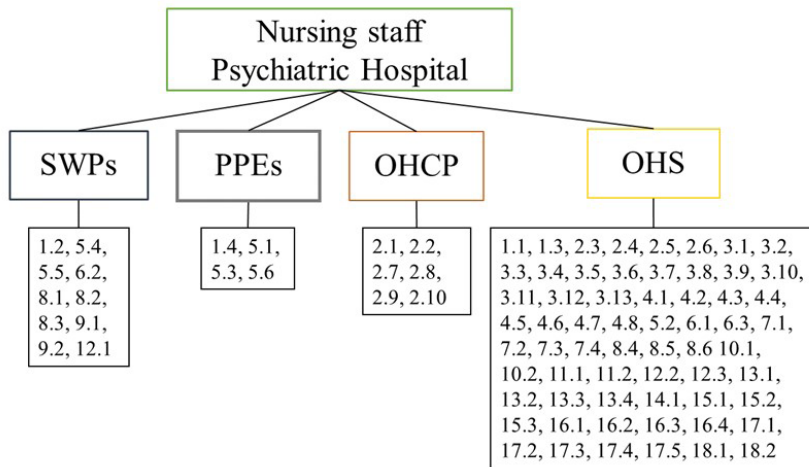 Nursing staff
Psychiatric Hospital
SWPs
PPEs
OHCP
OHS
1.2, 5.4,
5.5, 6.2,
8.1, 8.2,
8.3, 9.1,
9.2, 12.1
1.4, 5.1,
5.3, 5.6
2.1, 2.2,
2.7, 2.8,
2.9, 2.10
1.1, 1.3, 2.3, 2.4, 2.5, 2.6, 3.1, 3.2,
3.3, 3.4, 3.5, 3.6, 3.7, 3.8, 3.9, 3.10,
3.11, 3.12, 3.13, 4.1, 4.2, 4.3, 4.4,
4.5, 4.6, 4.7, 4.8, 5.2, 6.1, 6.3, 7.1,
7.2, 7.3, 7.4, 8.4, 8.5, 8.6 10.1,
10.2, 11.1, 11.2, 12.2, 12.3, 13.1,
13.2, 13.3, 13.4, 14.1, 15.1, 15.2,
15.3, 16.1, 16.2, 16.3, 16.4, 17.1,
17.2, 17.3, 17.4, 17.5, 18.1, 18.2